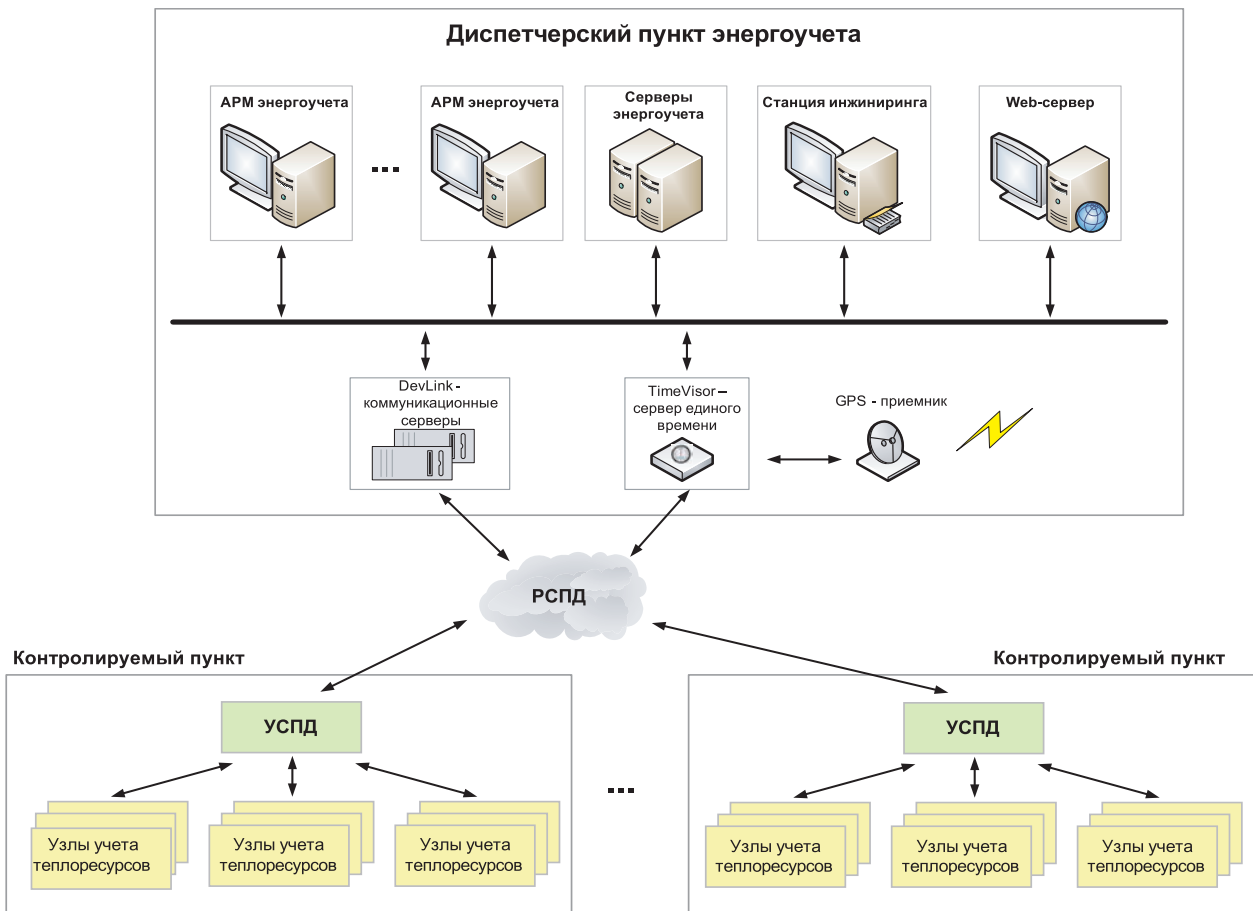 Диспетчерский пункт энергоучета
АРМ энергоучета
АРМ энергоучета
Серверы
энергоучета
Станция инжиниринга
Web-сервер
DevLink -
коммуникационные
серверы
TimeVisor –
сервер единого
времени
GPS - приемник
РСПД
Контролируемый пункт
Контролируемый пункт
УСПД
УСПД
Узлы учета
теплоресурсов
Узлы учета
теплоресурсов
Узлы учета
теплоресурсов
...
Узлы учета
теплоресурсов
Узлы учета
теплоресурсов
Узлы учета
теплоресурсов